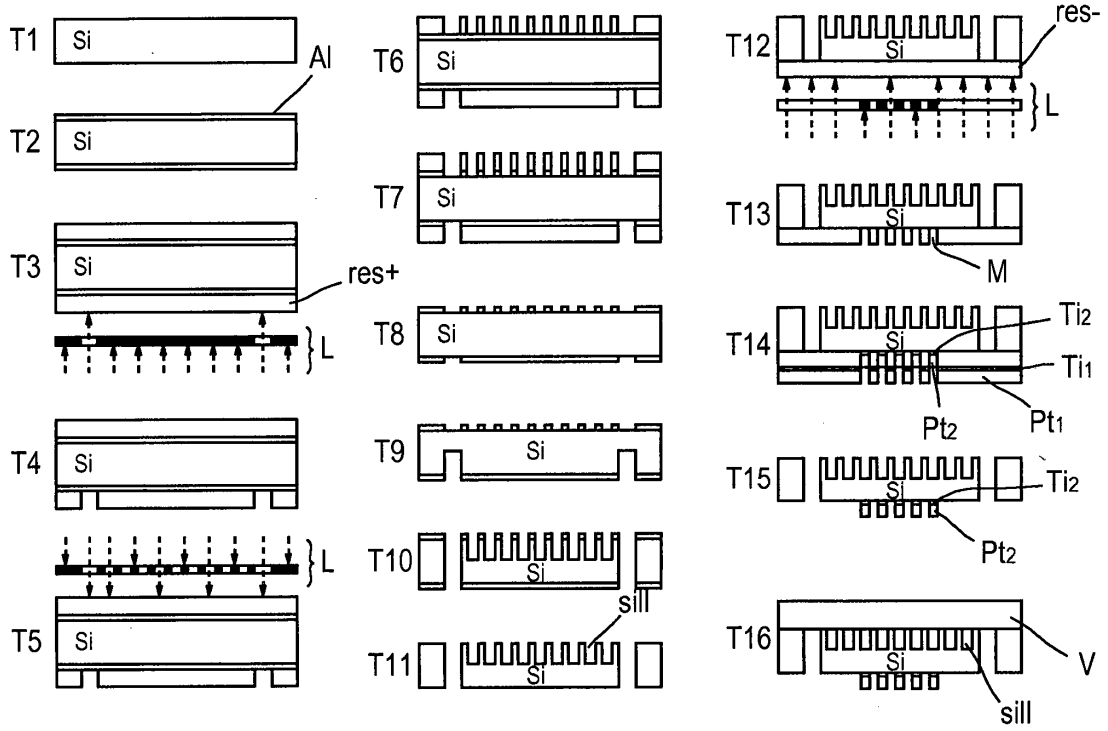 T1
Si
Al
T2
Si
T3
Si
res+
L
T4
Si
L
T5
Si
T6
Si
T7
Si
T8
Si
T9
Si
T10
Si
sill
T11
Si
T12
Si
res-
L
T13
Si
M
T14
Si
Ti2
Ti1
Pt2
Pt1
T15
Si
Ti2
Pt2
T16
Si
V
sill